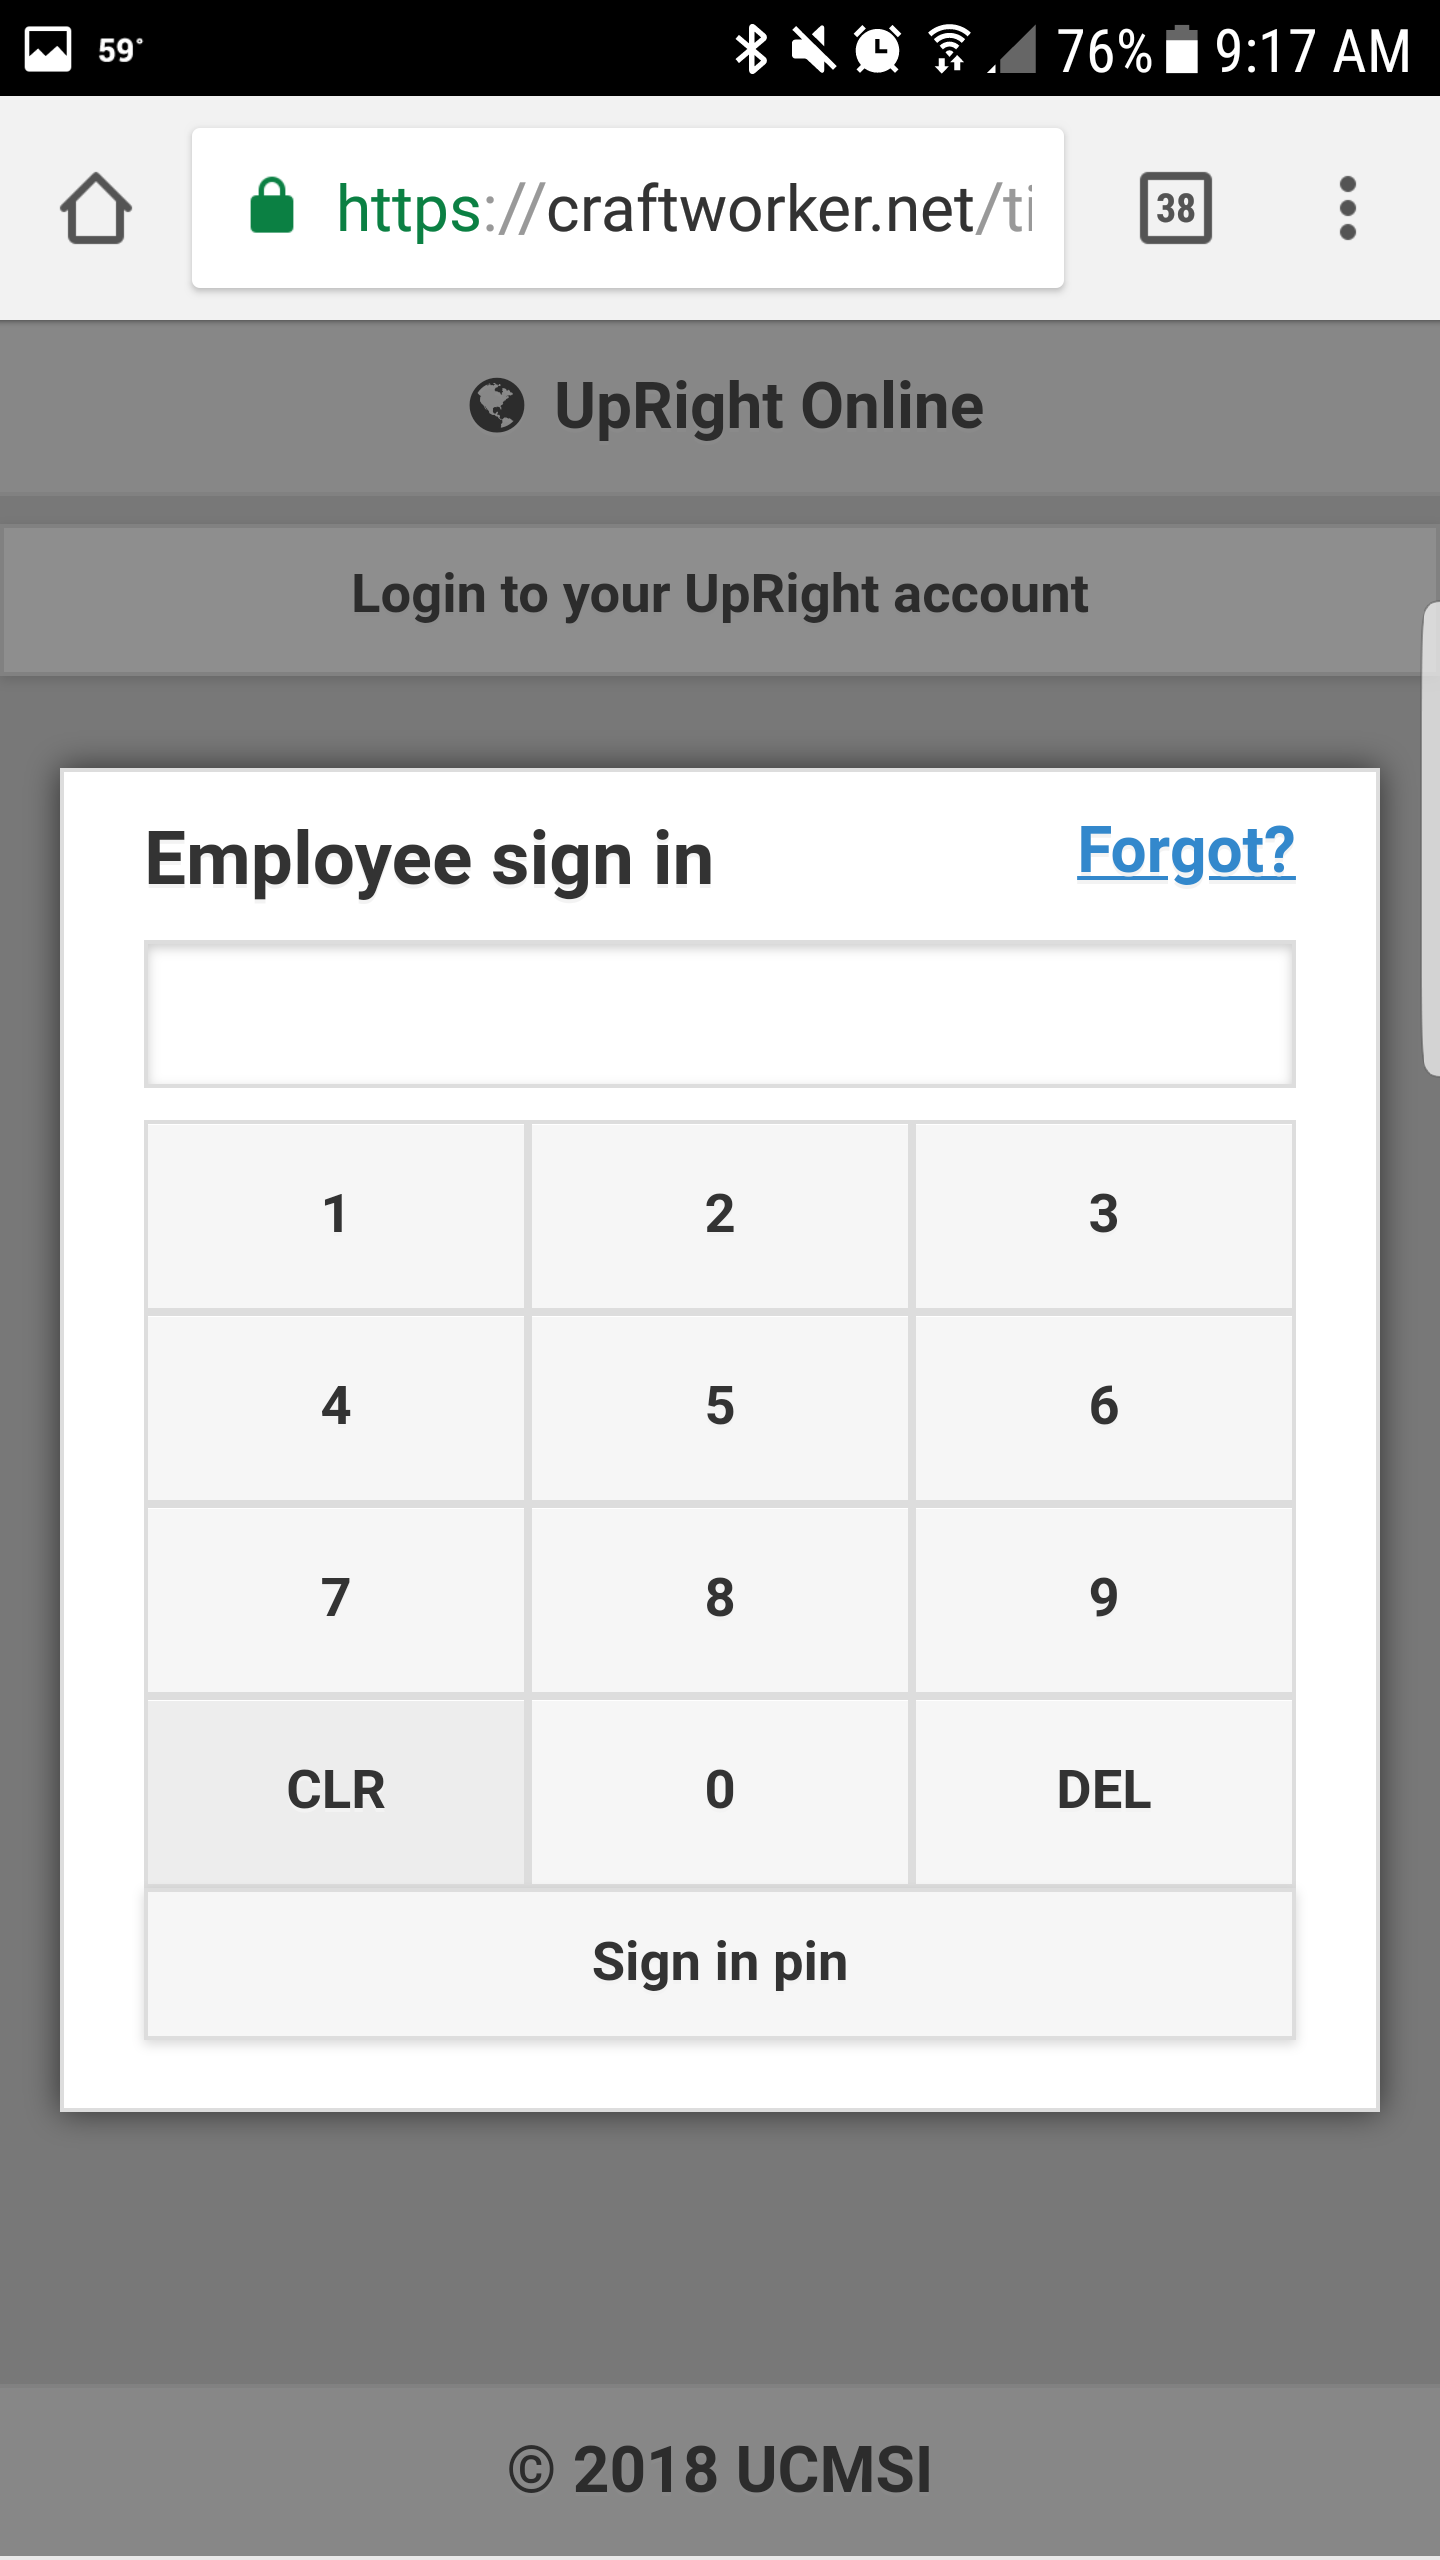 59° 76% 9:17 AM
https://craftworker.net/ti 38
UpRight Online
Login to your UpRight account
Employee sign in Forgot?
1 2 3
4 5 6
7 8 9
CLR 0 DEL
Sign in pin
© 2018 UCMSI